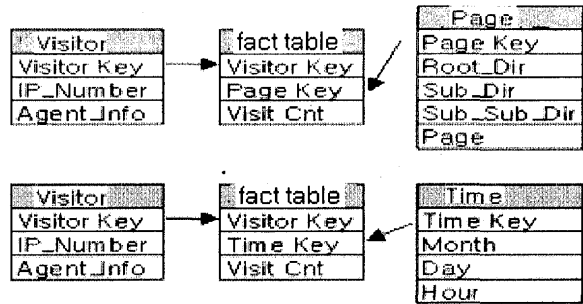 Visitor
Visitor Key
IP_Number
Agent_Info
fact table
Visitor Key
Page Key
Visit Cnt
Page
Page Key
Root_Dir
Sub_Dir
Sub_Sub_Dir
Page
Visitor
Visitor Key
IP_Number
Agent_Info
fact table
Visitor Key
Time Key
Visit Cnt
Time
Time Key
Month
Day
Hour